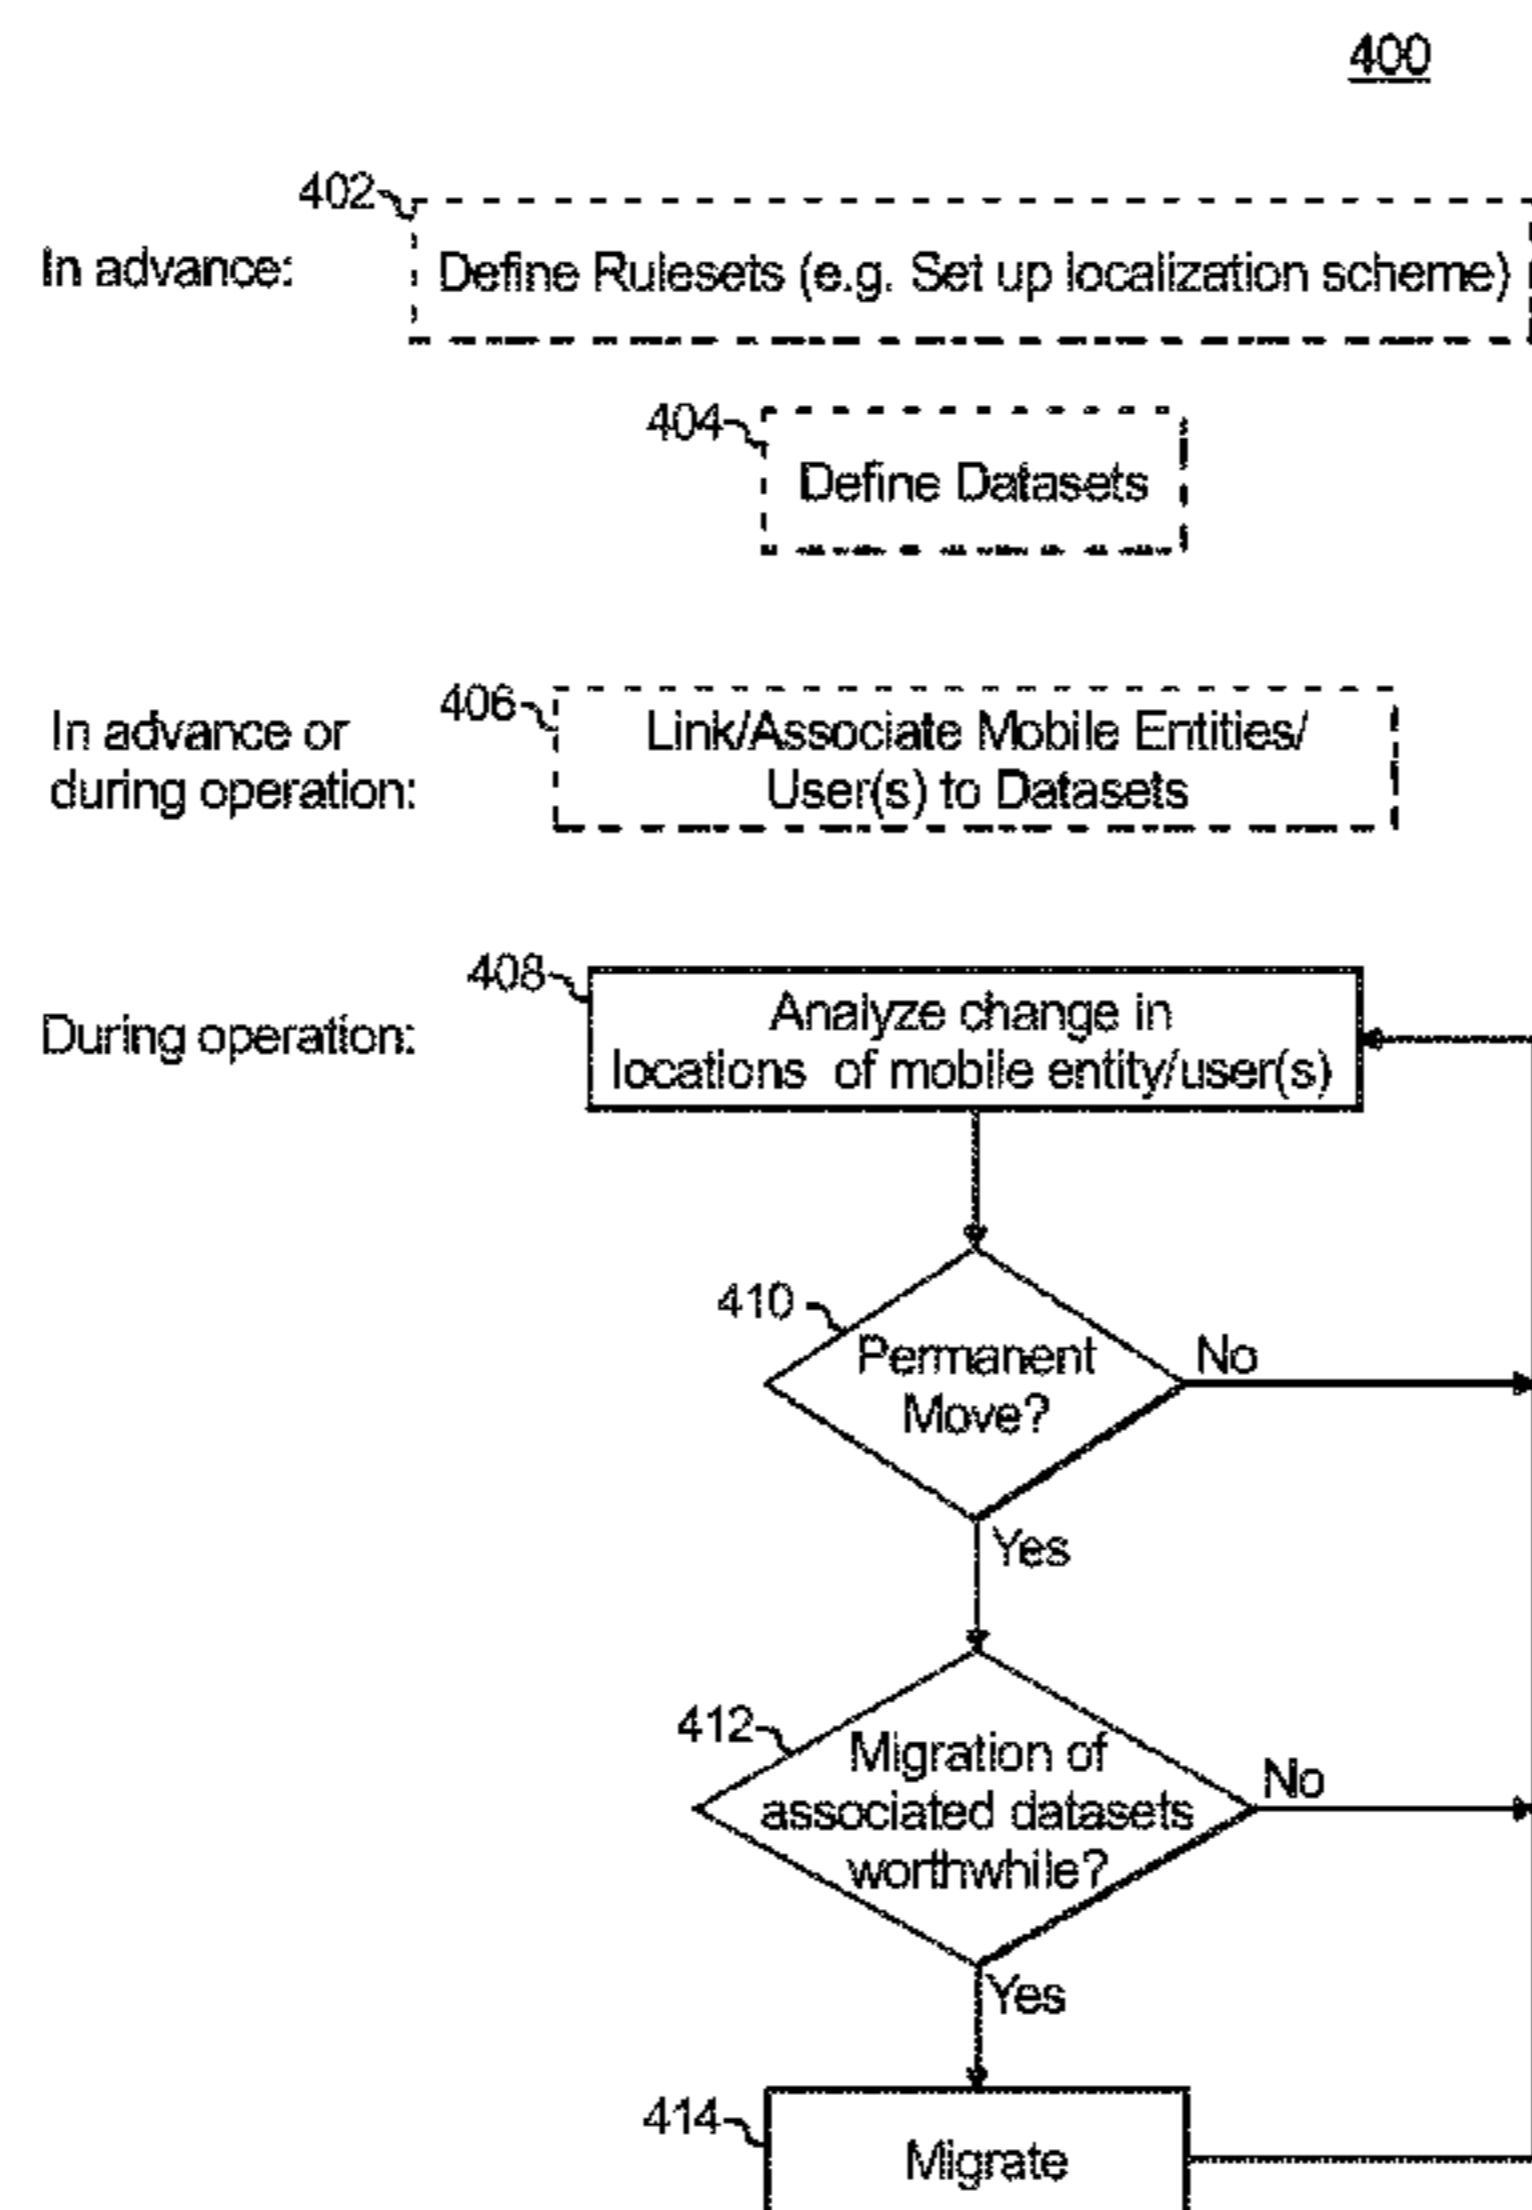 400
402
In advance:
Define Rulesets (e.g. Set up localization scheme)
404
Define Datasets
In advance or
during operation:
406
Link/Associate Mobile Entities/
User(s) to Datasets
During operation:
408
Analyze change in
locations of mobile entity/user(s)
410
Permanent
Move?
No
Yes
412
Migration of
associated datasets
worthwhile?
No
Yes
414
Migrate